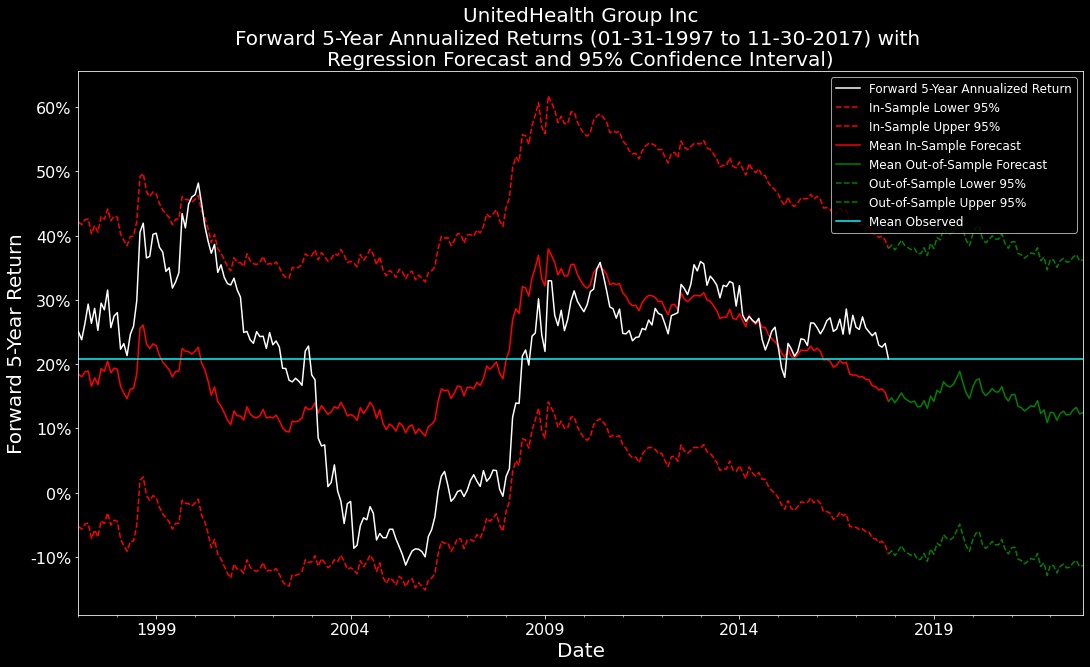 UnitedHealth Group Inc
Forward 5-Year Annualized Returns (01-31-1997 to 11-30-2017) with
Regression Forecast and 95% Confidence Interval)
Forward 5-Year Annualized Return
In-Sample Lower 95%
In-Sample Upper 95%
Mean In-Sample Forecast
Mean Out-of-Sample Forecast
Out-of-Sample Lower 95%
Out-of-Sample Upper 95%
Mean Observed
Forward 5-Year Return
60%
50%
40%
30%
20%
10%
0%
-10%
1999 2004 2009 2014 2019
Date